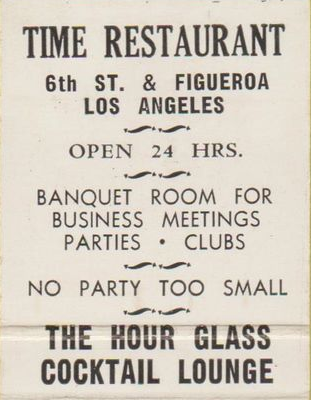 TIME RESTAURANT
6th ST. & FIGUEROA
LOS ANGELES
OPEN 24 HRS.
BANQUET ROOM FOR
BUSINESS MEETINGS
PARTIES • CLUBS
NO PARTY TOO SMALL
THE HOUR GLASS
COCKTAIL LOUNGE